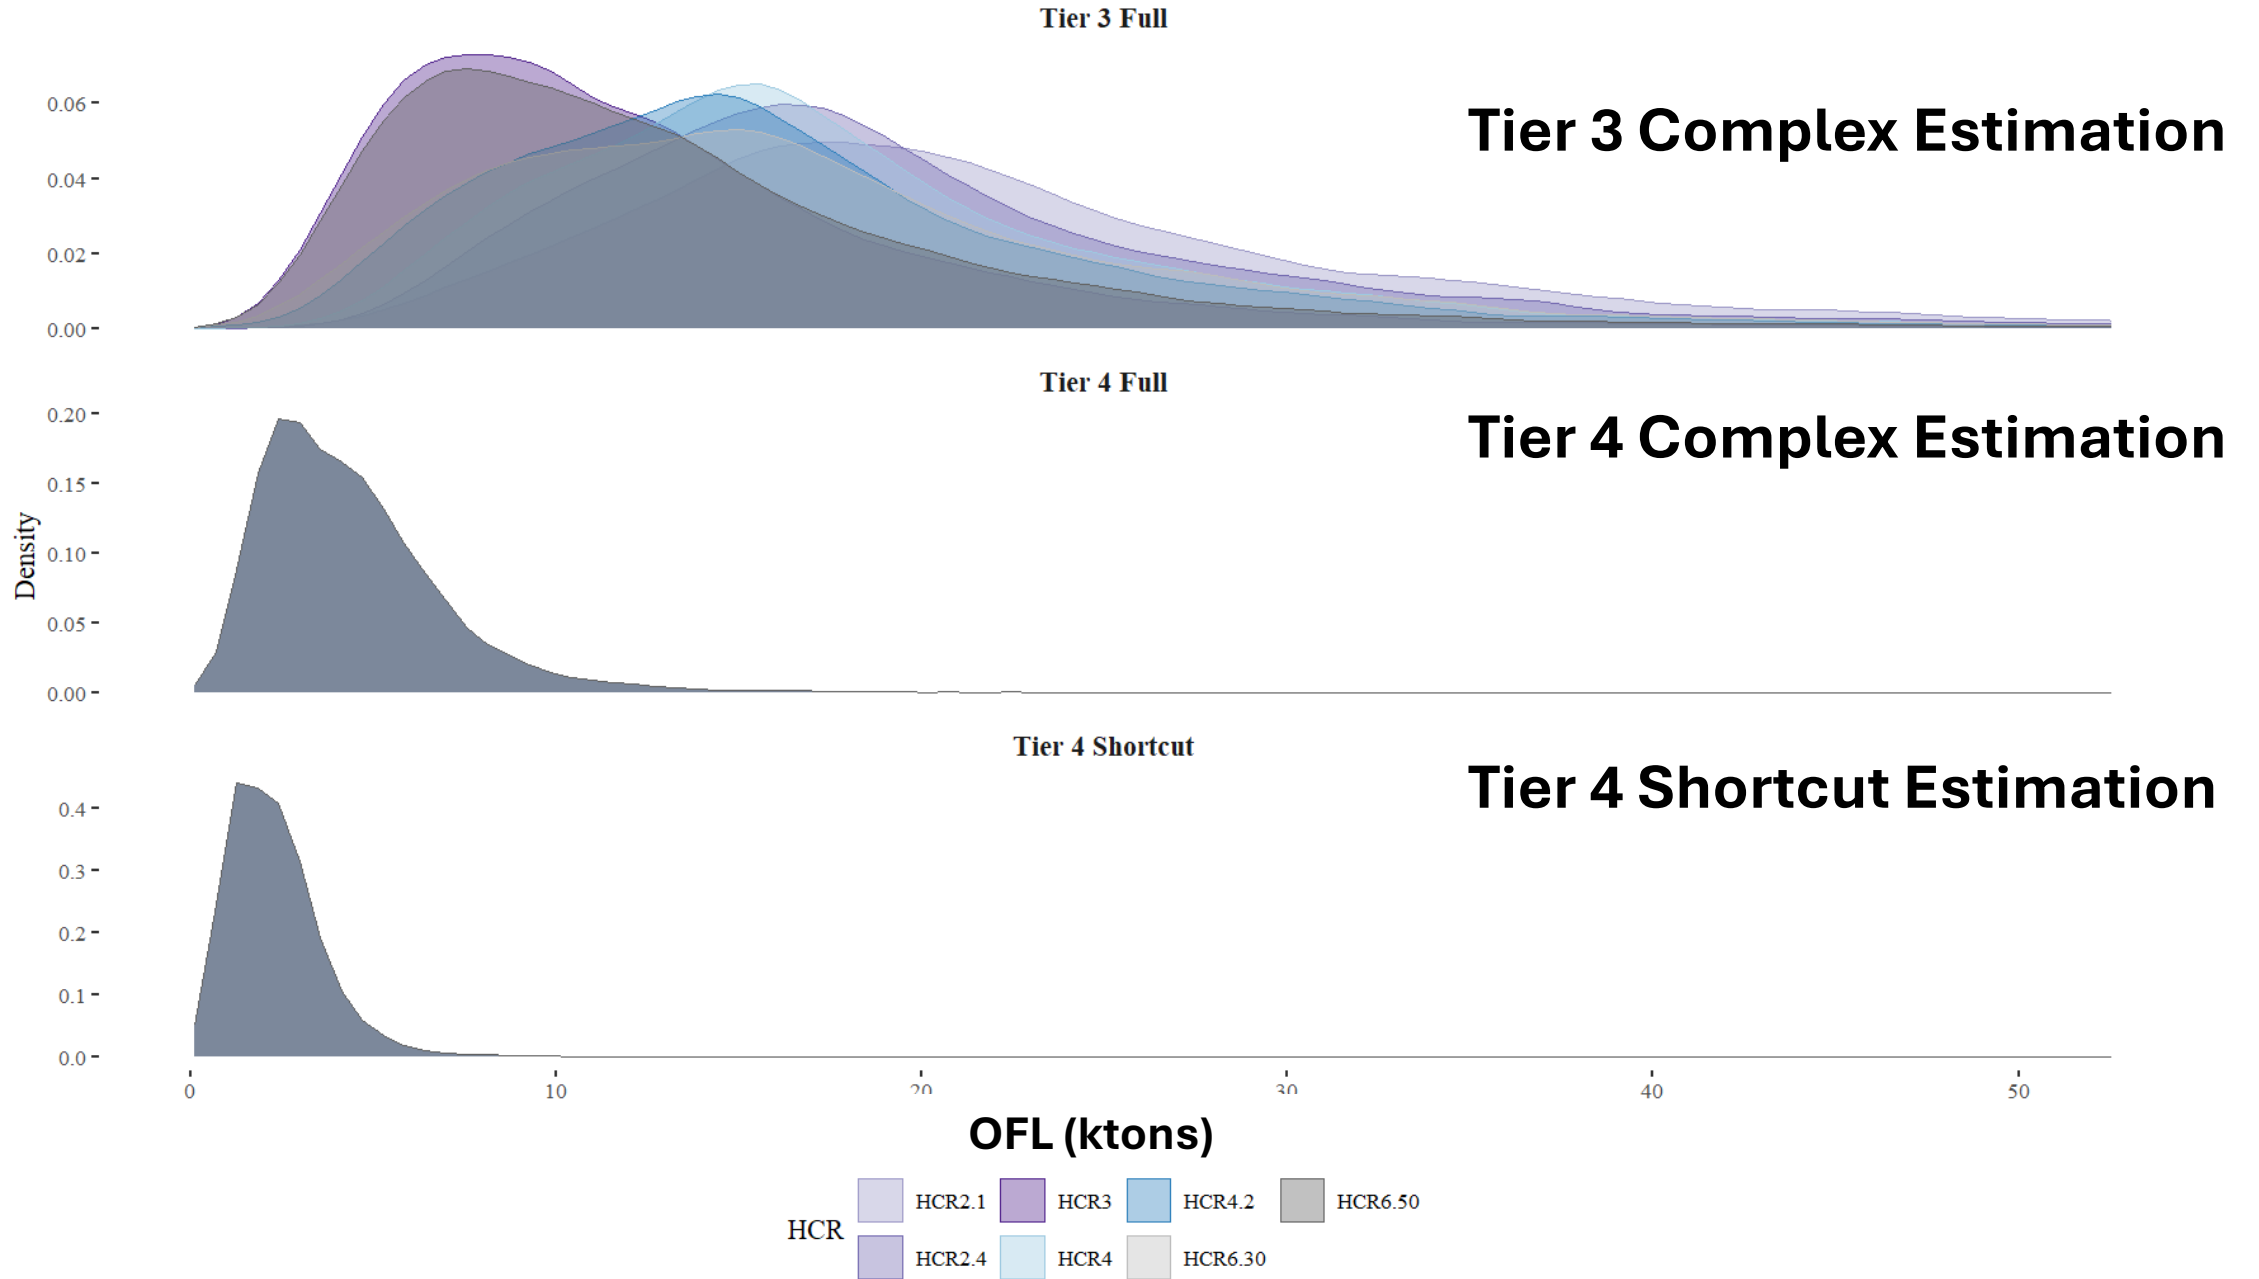 Tier 3 Full
Tier 3 Complex Estimation
0.06
0.04
0.02
0.00
Tier 4 Full
Tier 4 Complex Estimation
0.20
0.15
0.10
0.05
0.00
Density
Tier 4 Shortcut
Tier 4 Shortcut Estimation
0.4
0.3
0.2
0.1
0.0
0 10 20 30 40 50
OFL (ktons)
HCR
HCR2.1 HCR3 HCR4.2 HCR6.50
HCR2.4 HCR4 HCR6.30